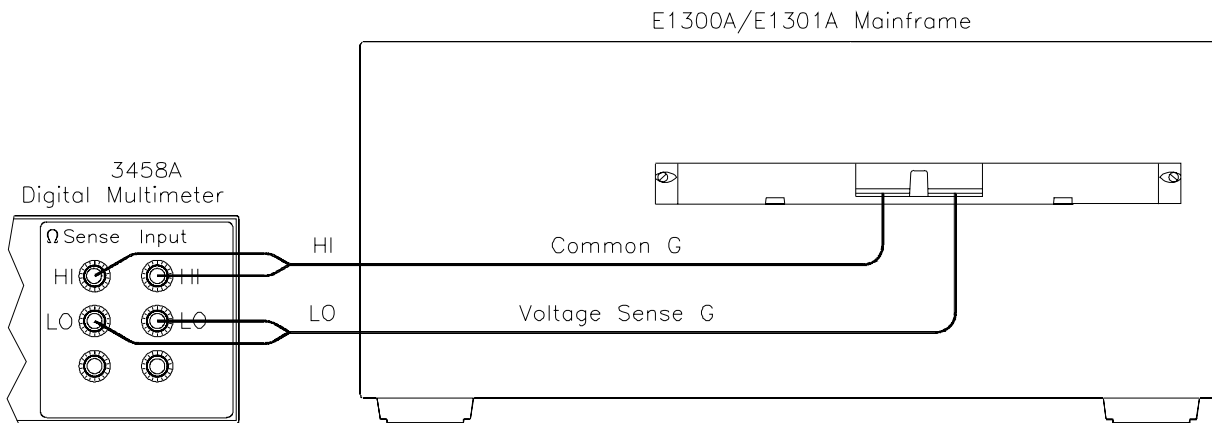 E1300A/E1301A Mainframe
3458A
Digital Multimeter
Ω Sense Input
HI HI
LO LO
HI Common G
LO Voltage Sense G